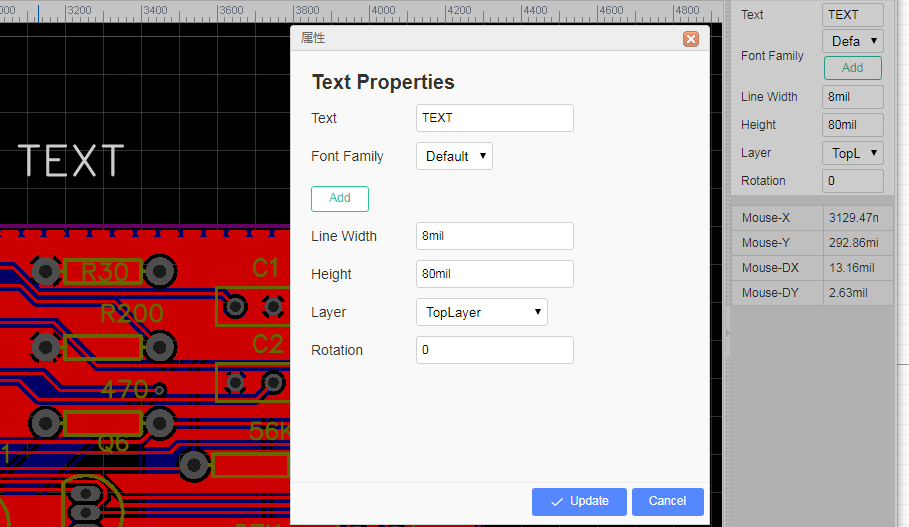 3200
3400
3600
4000
4200
4400
4600
4800
属性
Text Properties
Text
TEXT
Font Family
Default
Add
Line Width
8mil
Height
80mil
Layer
TopLayer
Rotation
0
Update
Cancel
TEXT
R30
C1
R200
C2
470
Q6
56K
1
Text
TEXT
Font Family
Defa
Add
Line Width
8mil
Height
80mil
Layer
TopL
Rotation
0
Mouse-X
3129.47n
Mouse-Y
292.86mi
Mouse-DX
13.16mil
Mouse-DY
2.63mil